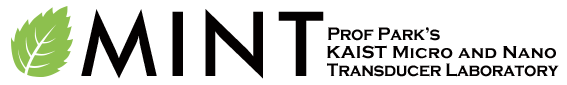 MINT
Prof Park's
KAIST Micro and Nano
Transducer Laboratory